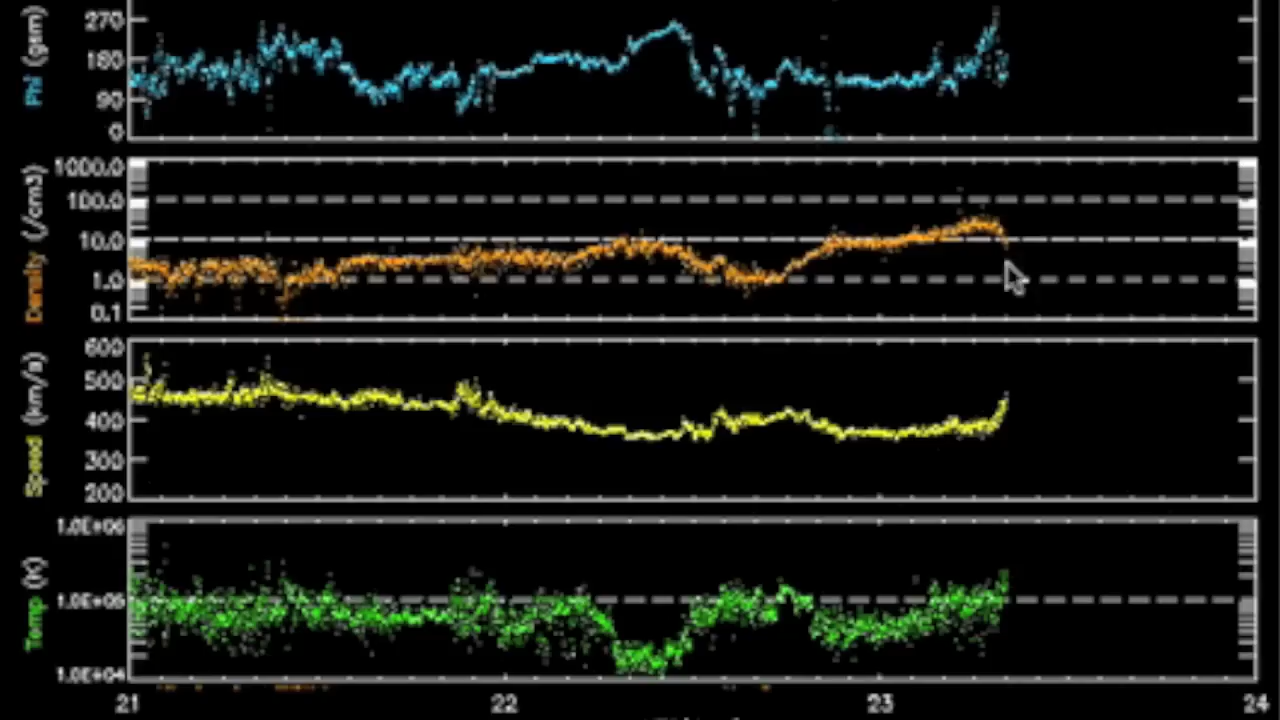 Phi (gsm)
270
180
90
0
Density (/cm3)
1000.0
100.0
10.0
1.0
0.1
Speed (km/s)
600
500
400
300
200
Temp (K)
1.0E+06
1.0E+05
1.0E+04
21 22 23 24